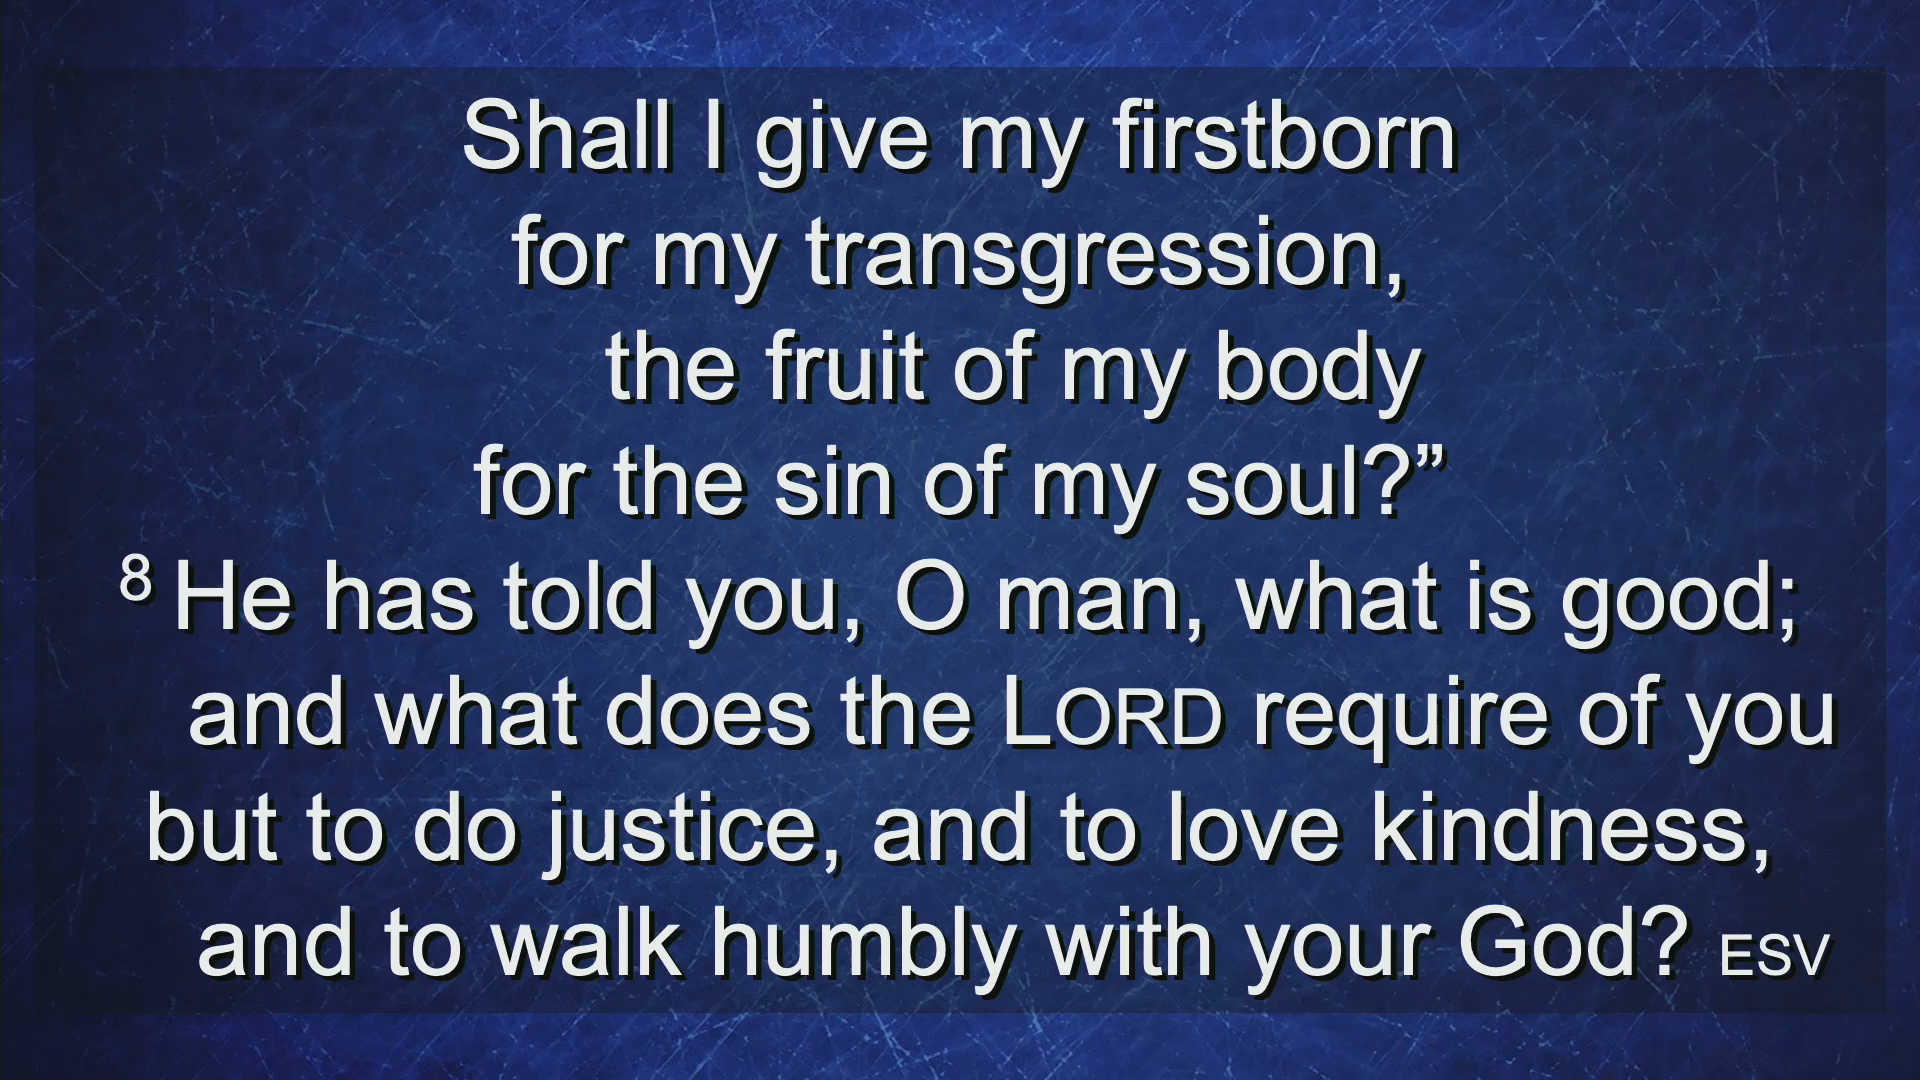 Shall I give my firstborn
for my transgression,
the fruit of my body
for the sin of my soul?”
8 He has told you, O man, what is good;
and what does the LORD require of you
but to do justice, and to love kindness,
and to walk humbly with your God? ESV